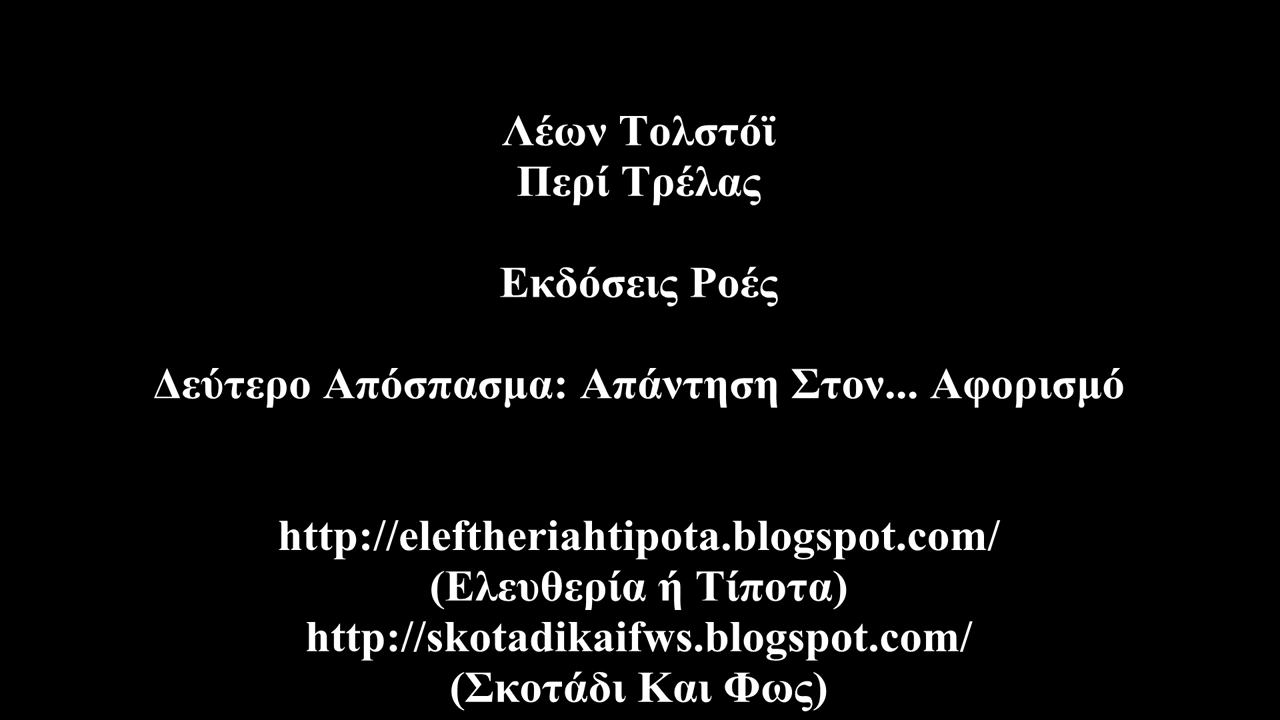 Λέων Τολστόϊ
Περί Τρέλας
Εκδόσεις Ροές
Δεύτερο Απόσπασμα: Απάντηση Στον... Αφορισμό
http://eleftheriahtipota.blogspot.com/
(Ελευθερία ή Τίποτα)
http://skotadikaifws.blogspot.com/
(Σκοτάδι Και Φως)